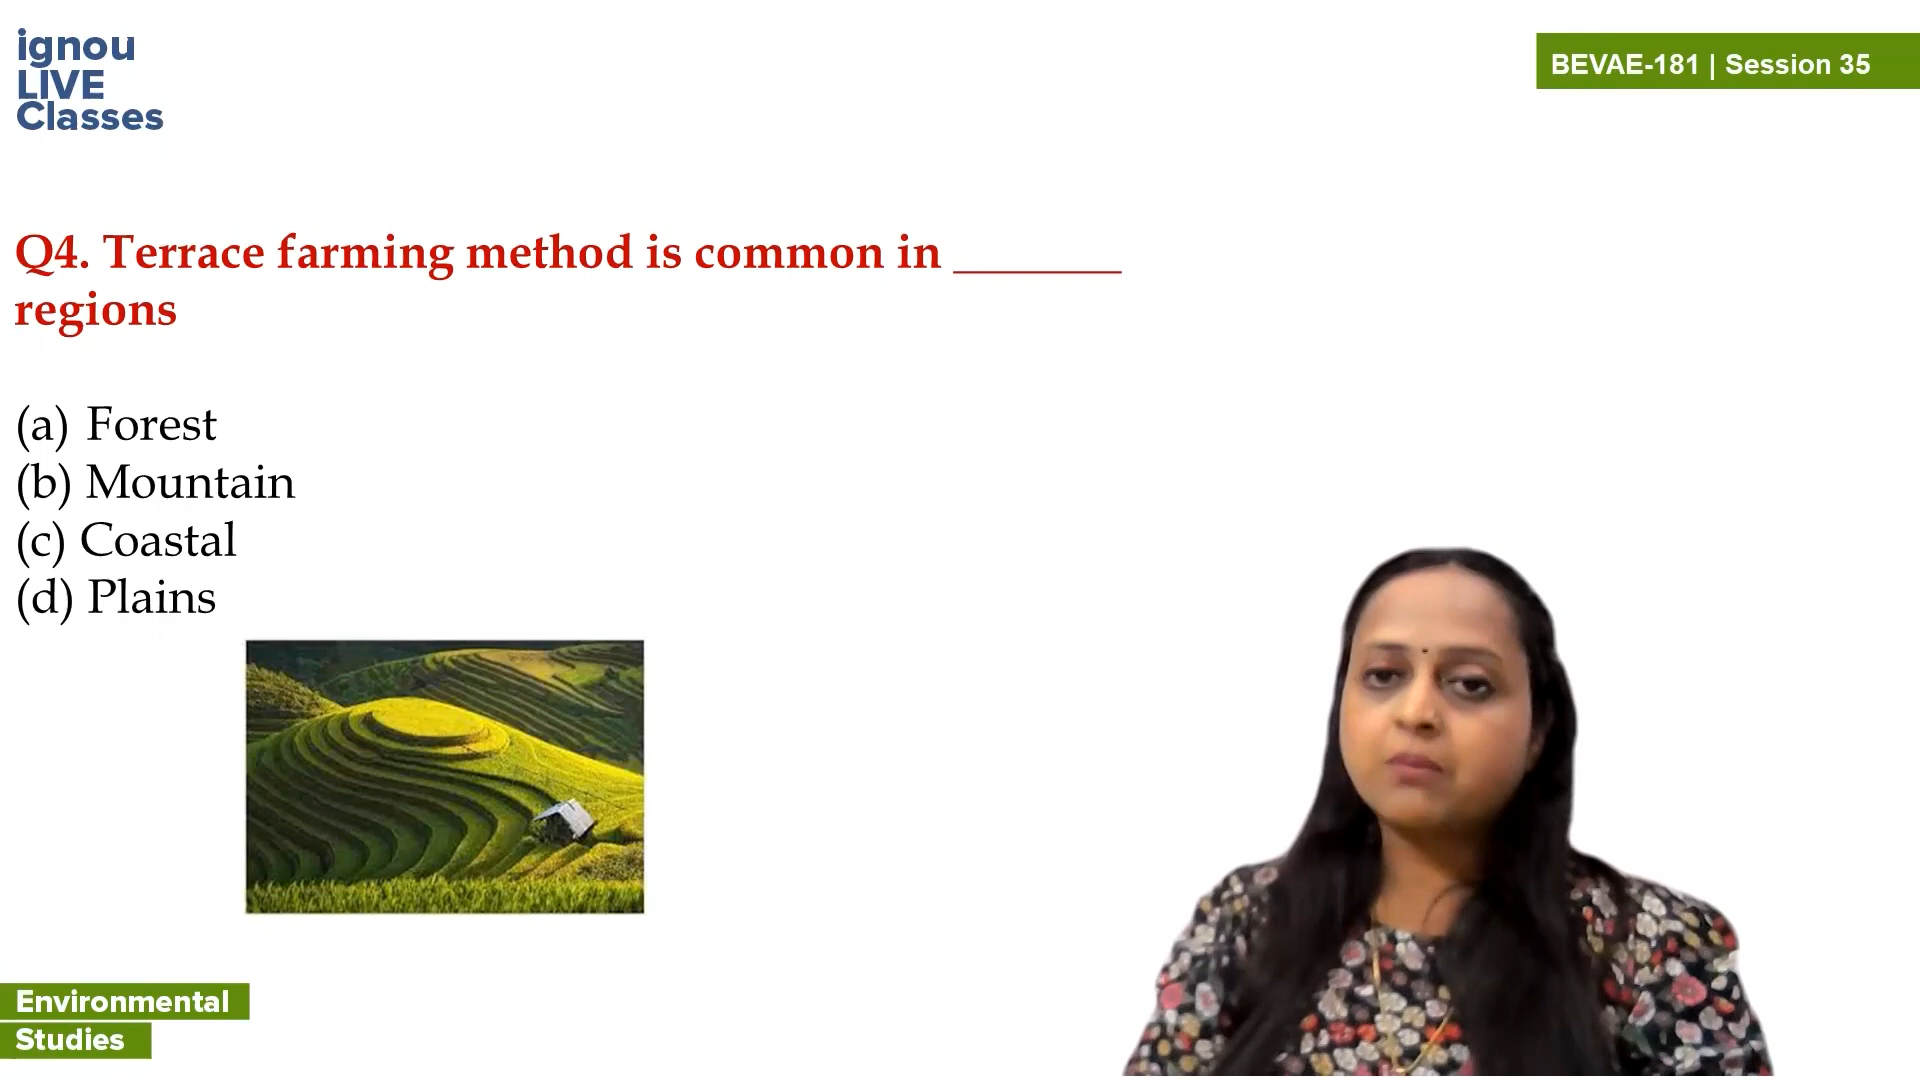 ignou
LIVE
Classes
BEVAE-181 | Session 35
Q4. Terrace farming method is common in _______
regions
(a) Forest
(b) Mountain
(c) Coastal
(d) Plains
Environmental
Studies